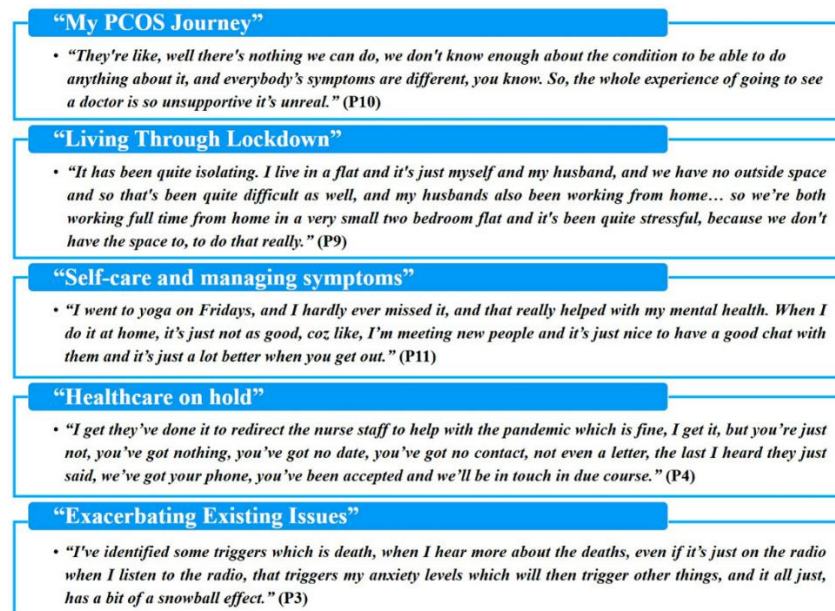 “My PCOS Journey”
• “They're like, well there's nothing we can do, we don't know enough about the condition to be able to do
anything about it, and everybody’s symptoms are different, you know. So, the whole experience of going to see
a doctor is so unsupportive it’s unreal.” (P10)
“Living Through Lockdown”
• “It has been quite isolating. I live in a flat and it's just myself and my husband, and we have no outside space
and so that's been quite difficult as well, and my husbands also been working from home… so we’re both
working full time from home in a very small two bedroom flat and it's been quite stressful, because we don't
have the space to, to do that really.” (P9)
“Self-care and managing symptoms”
• “I went to yoga on Fridays, and I hardly ever missed it, and that really helped with my mental health. When I
do it at home, it’s just not as good, coz like, I’m meeting new people and it’s just nice to have a good chat with
them and it’s just a lot better when you get out.” (P11)
“Healthcare on hold”
• “I get they’ve done it to redirect the nurse staff to help with the pandemic which is fine, I get it, but you’re just
not, you’ve got nothing, you’ve got no date, you’ve got no contact, not even a letter, the last I heard they just
said, we’ve got your phone, you’ve been accepted and we’ll be in touch in due course.” (P4)
“Exacerbating Existing Issues”
• “I've identified some triggers which is death, when I hear more about the deaths, even if it’s just on the radio
when I listen to the radio, that triggers my anxiety levels which will then trigger other things, and it all just,
has a bit of a snowball effect.” (P3)